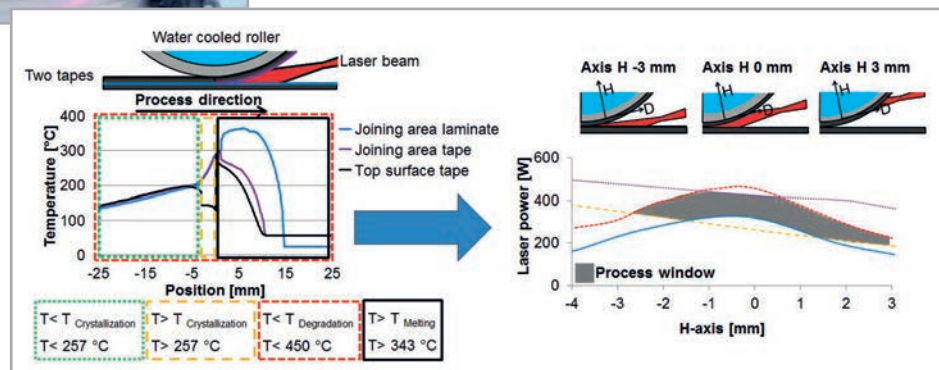 Water cooled roller
Laser beam
Two tapes
Process direction
Temperature [°C]
400
300
200
100
0
-25 -15 -5 5 15 25
Position [mm]
Joining area laminate
Joining area tape
Top surface tape
T< T Crystallization
T< 257 °C
T> T Crystallization
T> 257 °C
T< T Degradation
T< 450 °C
T> T Melting
T> 343 °C
Axis H -3 mm Axis H 0 mm Axis H 3 mm
H D
H D
H D
Laser power [W]
600
400
200
0
Process window
-4 -3 -2 -1 0 1 2 3
H-axis [mm]